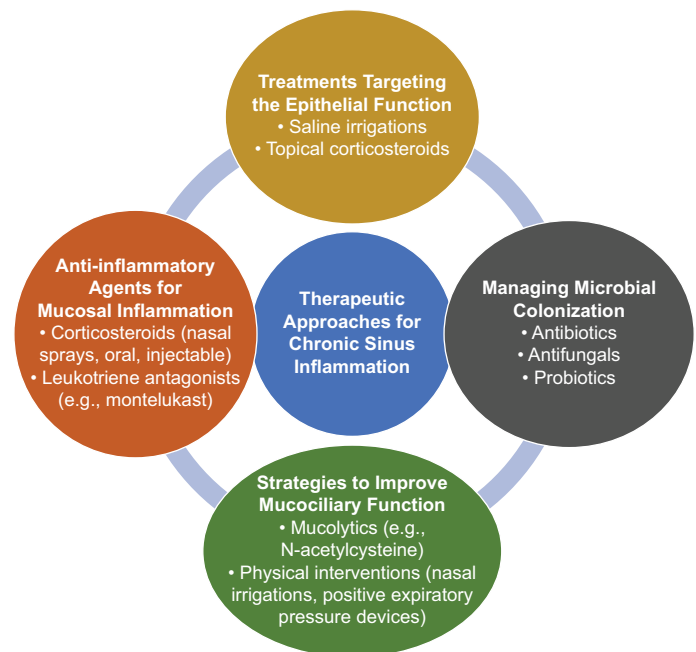 Treatments Targeting
the Epithelial Function
• Saline irrigations
• Topical corticosteroids
Anti-inflammatory
Agents for
Mucosal Inflammation
• Corticosteroids (nasal
sprays, oral, injectable)
• Leukotriene antagonists
(e.g., montelukast)
Therapeutic
Approaches for
Chronic Sinus
Inflammation
Managing Microbial
Colonization
• Antibiotics
• Antifungals
• Probiotics
Strategies to Improve
Mucociliary Function
• Mucolytics (e.g.,
N-acetylcysteine)
• Physical interventions (nasal
irrigations, positive expiratory
pressure devices)